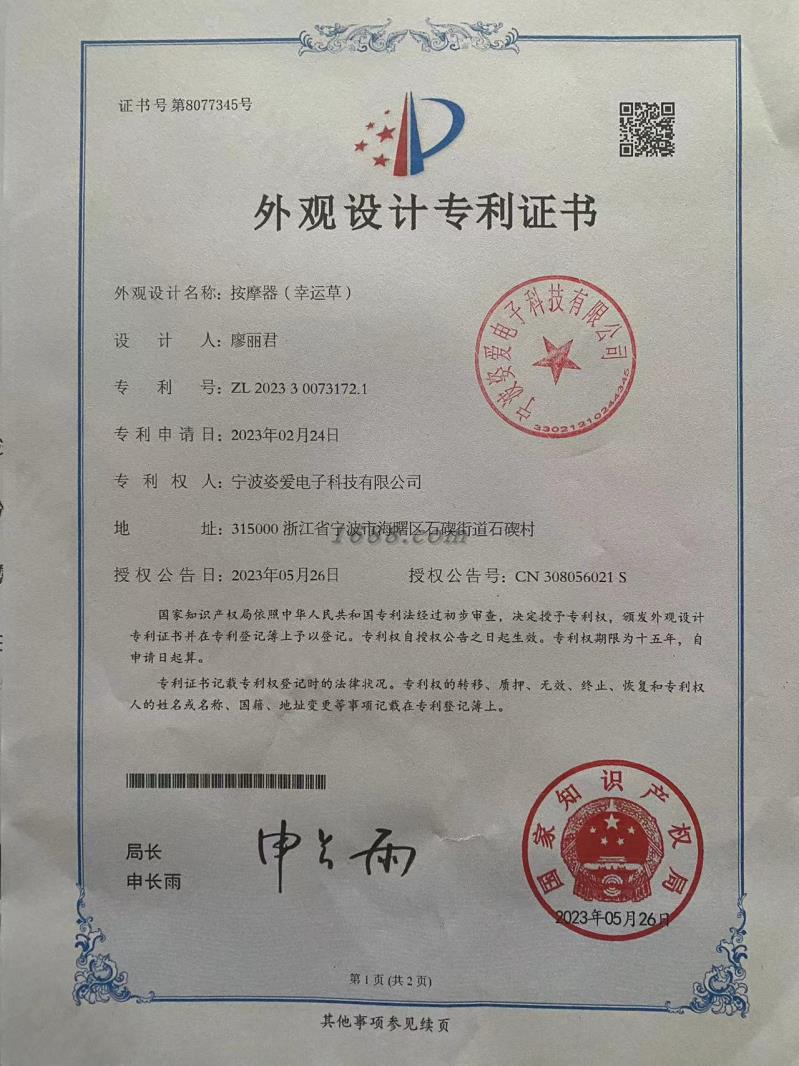 证书号第8077345号
外观设计专利证书
外观设计名称：按摩器（幸运草）
宁波姿爱电子科技有限公司
33021210244345
设计人：廖丽君
专利号：ZL 2023 3 0073172.1
专利申请日：2023年02月24日
专利权人：宁波姿爱电子科技有限公司
地址：315000 浙江省宁波市海曙区石碶街道石碶村
1688.com
授权公告日：2023年05月26日 授权公告号：CN 308056021 S
国家知识产权局依照中华人民共和国专利法经过初步审查，决定授予专利权，颁发外观设计
专利证书并在专利登记簿上予以登记。专利权自授权公告之日起生效。专利权期限为十五年，自
申请日起算。
专利证书记载专利权登记时的法律状况。专利权的转移、质押、无效、终止、恢复和专利权
人的姓名或名称、国籍、地址变更等事项记载在专利登记簿上。
局长
申长雨
申长雨
国家知识产权局
2023年05月26日
第1页(共2页)
其他事项参见续页